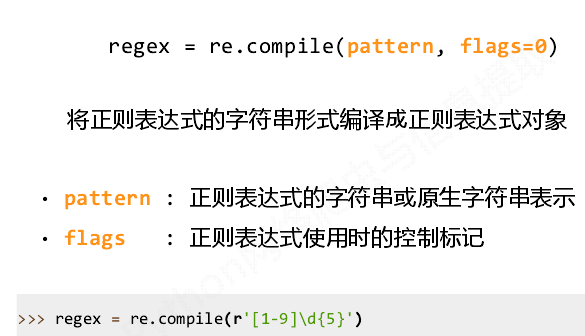 regex = re.compile(pattern, flags=0)
将正则表达式的字符串形式编译成正则表达式对象
• pattern : 正则表达式的字符串或原生字符串表示
• flags : 正则表达式使用时的控制标记
>>> regex = re.compile(r'[1-9]\d{5}')